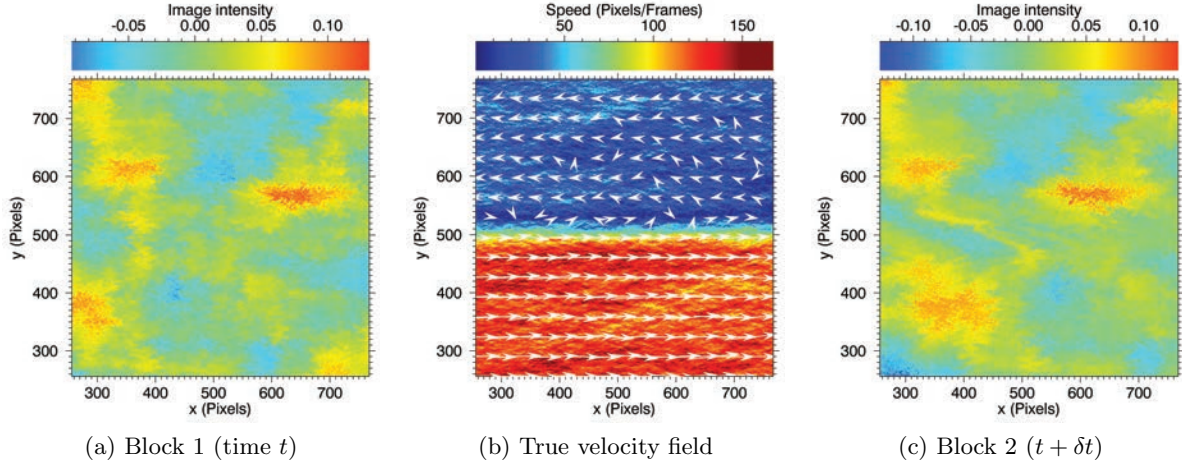 Image intensity
-0.05 0.00 0.05 0.10
700
600
500
400
300
y (Pixels)
300 400 500 600 700
x (Pixels)
(a) Block 1 (time t)
Speed (Pixels/Frames)
50 100 150
700
600
500
400
300
y (Pixels)
300 400 500 600 700
x (Pixels)
(b) True velocity field
Image intensity
-0.10 -0.05 0.00 0.05 0.10
700
600
500
400
300
y (Pixels)
300 400 500 600 700
x (Pixels)
(c) Block 2 (t + δt)